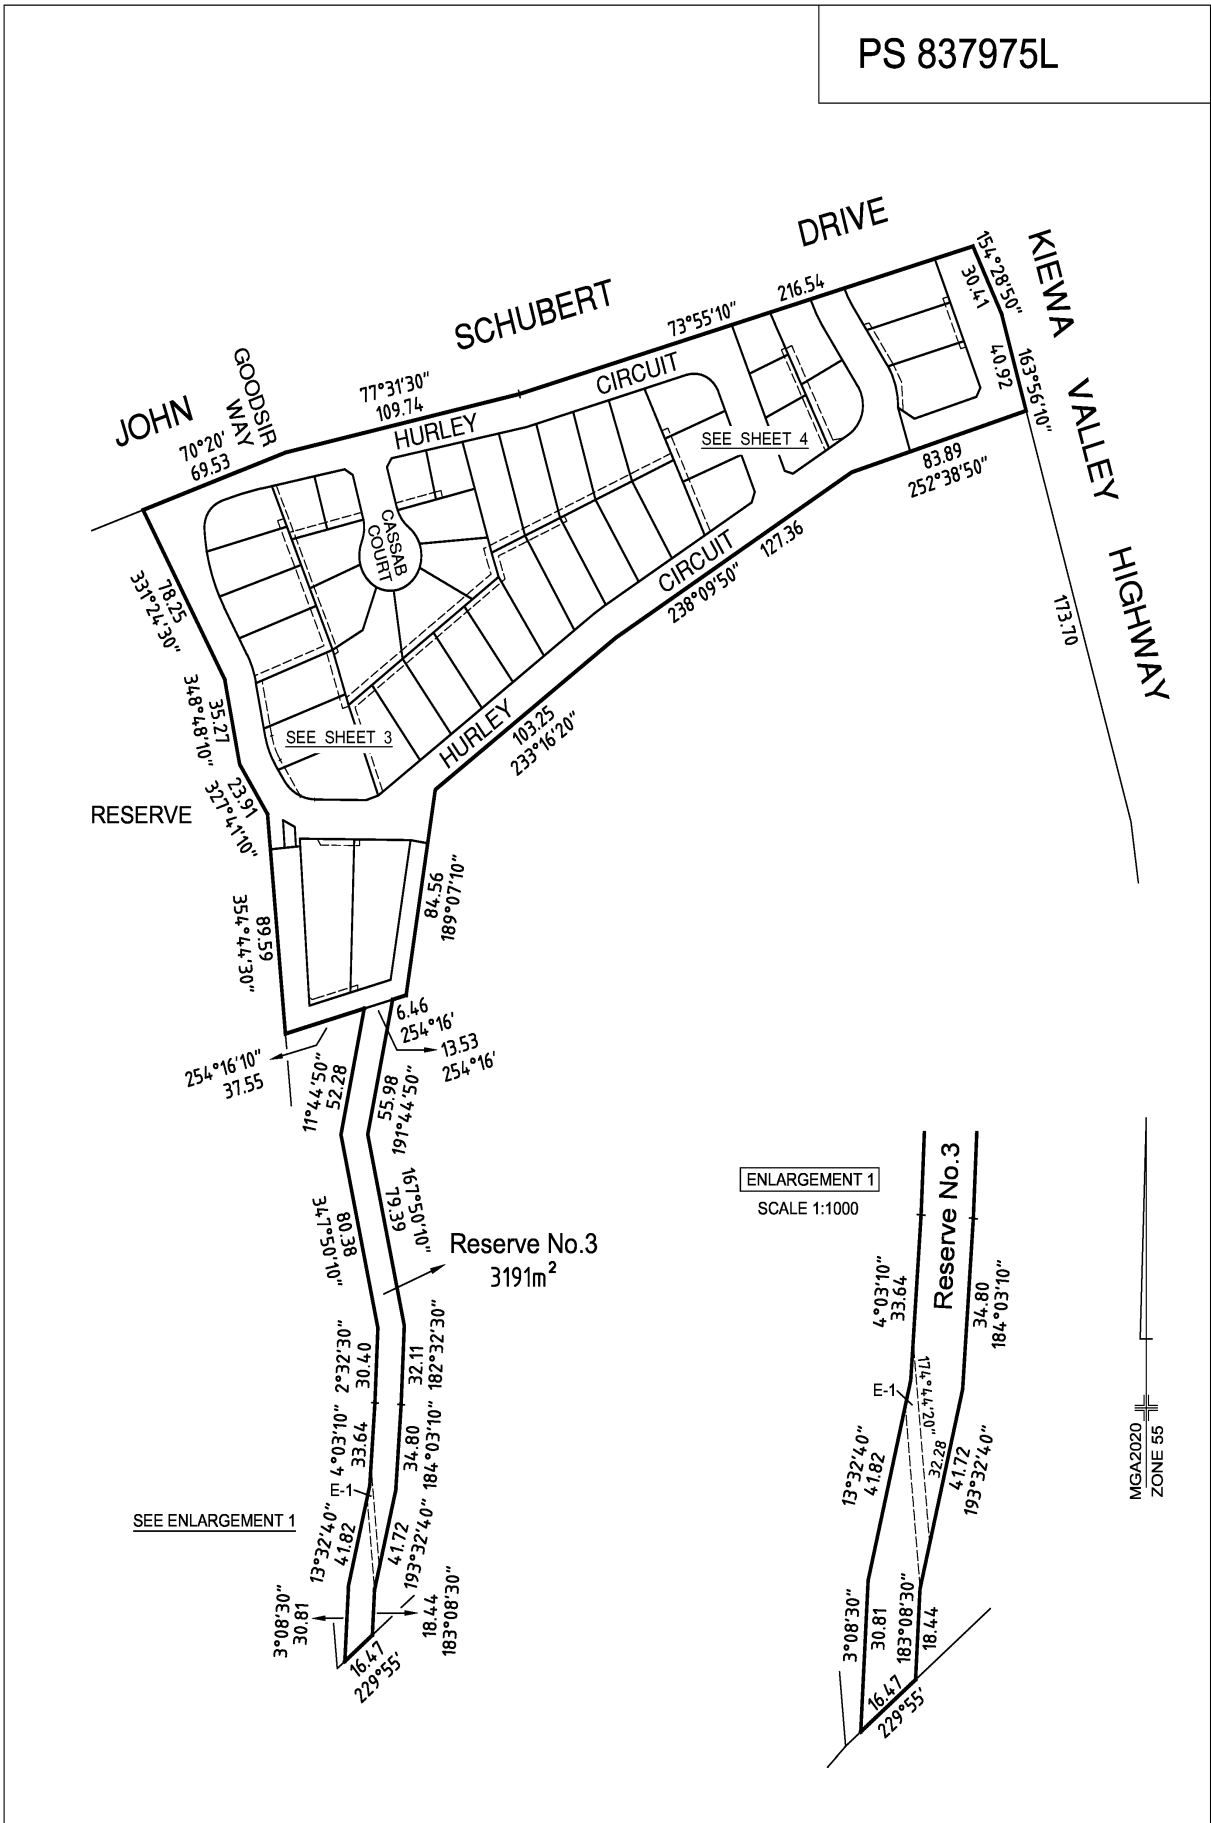 PS 837975L
JOHN
SCHUBERT
DRIVE
GOODSIR
WAY
KIEWA
VALLEY
HIGHWAY
154°28'50"
30.41
216.54
73°55'10"
77°31'30"
109.74
70°20'
69.53
HURLEY
CIRCUIT
40.92
163°56'10"
SEE SHEET 4
83.89
252°38'50"
CASSAB
COURT
CIRCUIT
127.36
238°09'50"
78.25
331°24'30"
173.70
35.27
348°48'10"
SEE SHEET 3
HURLEY
103.25
233°16'20"
23.91
327°41'10"
RESERVE
84.56
189°07'10"
89.59
354°44'30"
6.46
254°16'
13.53
254°16'
254°16'10"
37.55
11°44'50"
52.28
55.98
191°44'50"
167°50'10"
79.39
80.38
347°50'10"
Reserve No.3
3191m²
2°32'30"
30.40
32.11
182°32'30"
4°03'10"
33.64
34.80
184°03'10"
E-1
SEE ENLARGEMENT 1
13°32'40"
41.82
41.72
193°32'40"
3°08'30"
30.81
18.44
183°08'30"
16.47
229°55'
ENLARGEMENT 1
SCALE 1:1000
Reserve No.3
4°03'10"
33.64
34.80
184°03'10"
E-1
174°44'20"
32.28
13°32'40"
41.82
41.72
193°32'40"
3°08'30"
30.81
183°08'30"
18.44
16.47
229°55'
MGA2020
ZONE 55